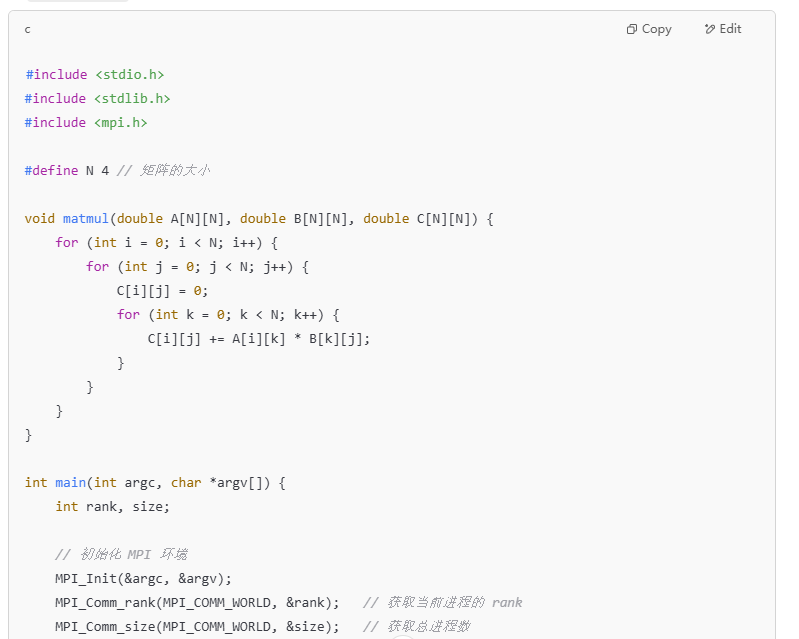 c
Copy
Edit
#include <stdio.h>
#include <stdlib.h>
#include <mpi.h>
#define N 4 // 矩阵的大小
void matmul(double A[N][N], double B[N][N], double C[N][N]) {
    for (int i = 0; i < N; i++) {
        for (int j = 0; j < N; j++) {
            C[i][j] = 0;
            for (int k = 0; k < N; k++) {
                C[i][j] += A[i][k] * B[k][j];
            }
        }
    }
}
int main(int argc, char *argv[]) {
    int rank, size;
    // 初始化 MPI 环境
    MPI_Init(&argc, &argv);
    MPI_Comm_rank(MPI_COMM_WORLD, &rank);   // 获取当前进程的 rank
    MPI_Comm_size(MPI_COMM_WORLD, &size);   // 获取总进程数